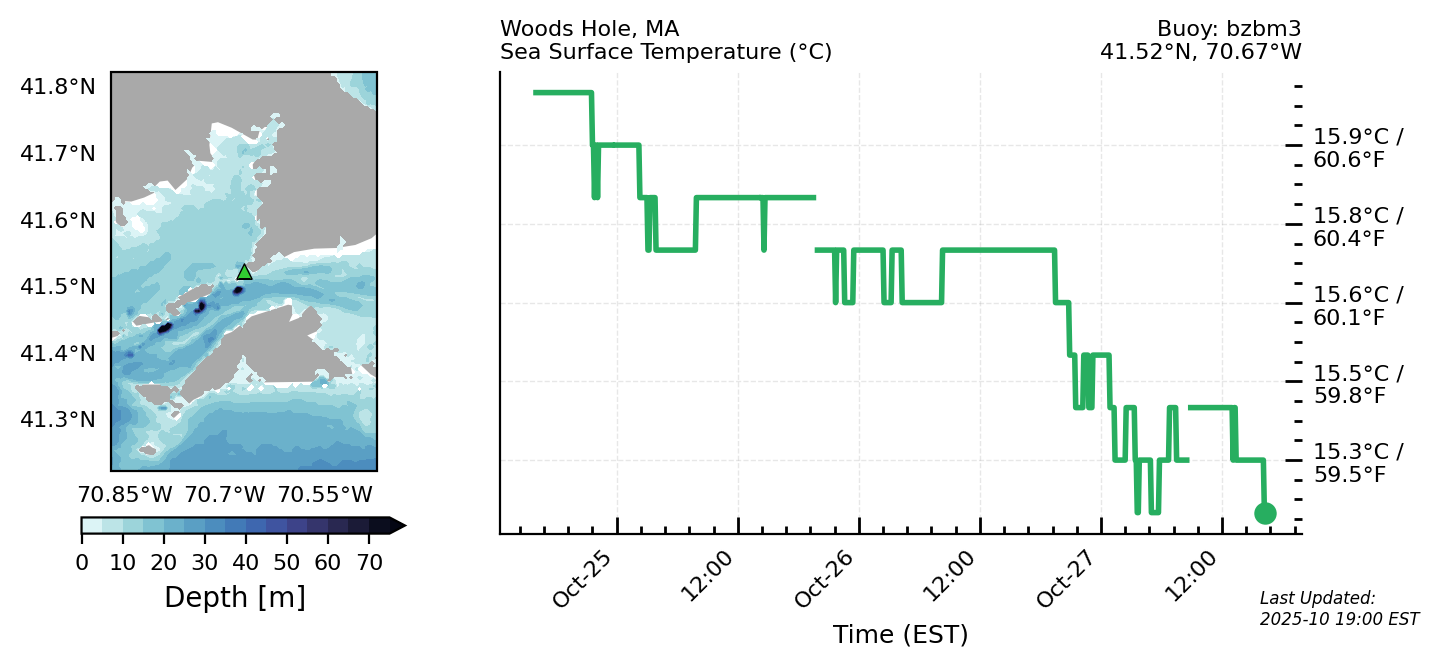 Woods Hole, MA
Sea Surface Temperature (°C)
Buoy: bzbm3
41.52°N, 70.67°W
41.8°N
41.7°N
41.6°N
41.5°N
41.4°N
41.3°N
70.85°W 70.7°W 70.55°W
0 10 20 30 40 50 60 70
Depth [m]
15.9°C /
60.6°F
15.8°C /
60.4°F
15.6°C /
60.1°F
15.5°C /
59.8°F
15.3°C /
59.5°F
Oct-25 12:00 Oct-26 12:00 Oct-27 12:00
Time (EST)
Last Updated:
2025-10 19:00 EST